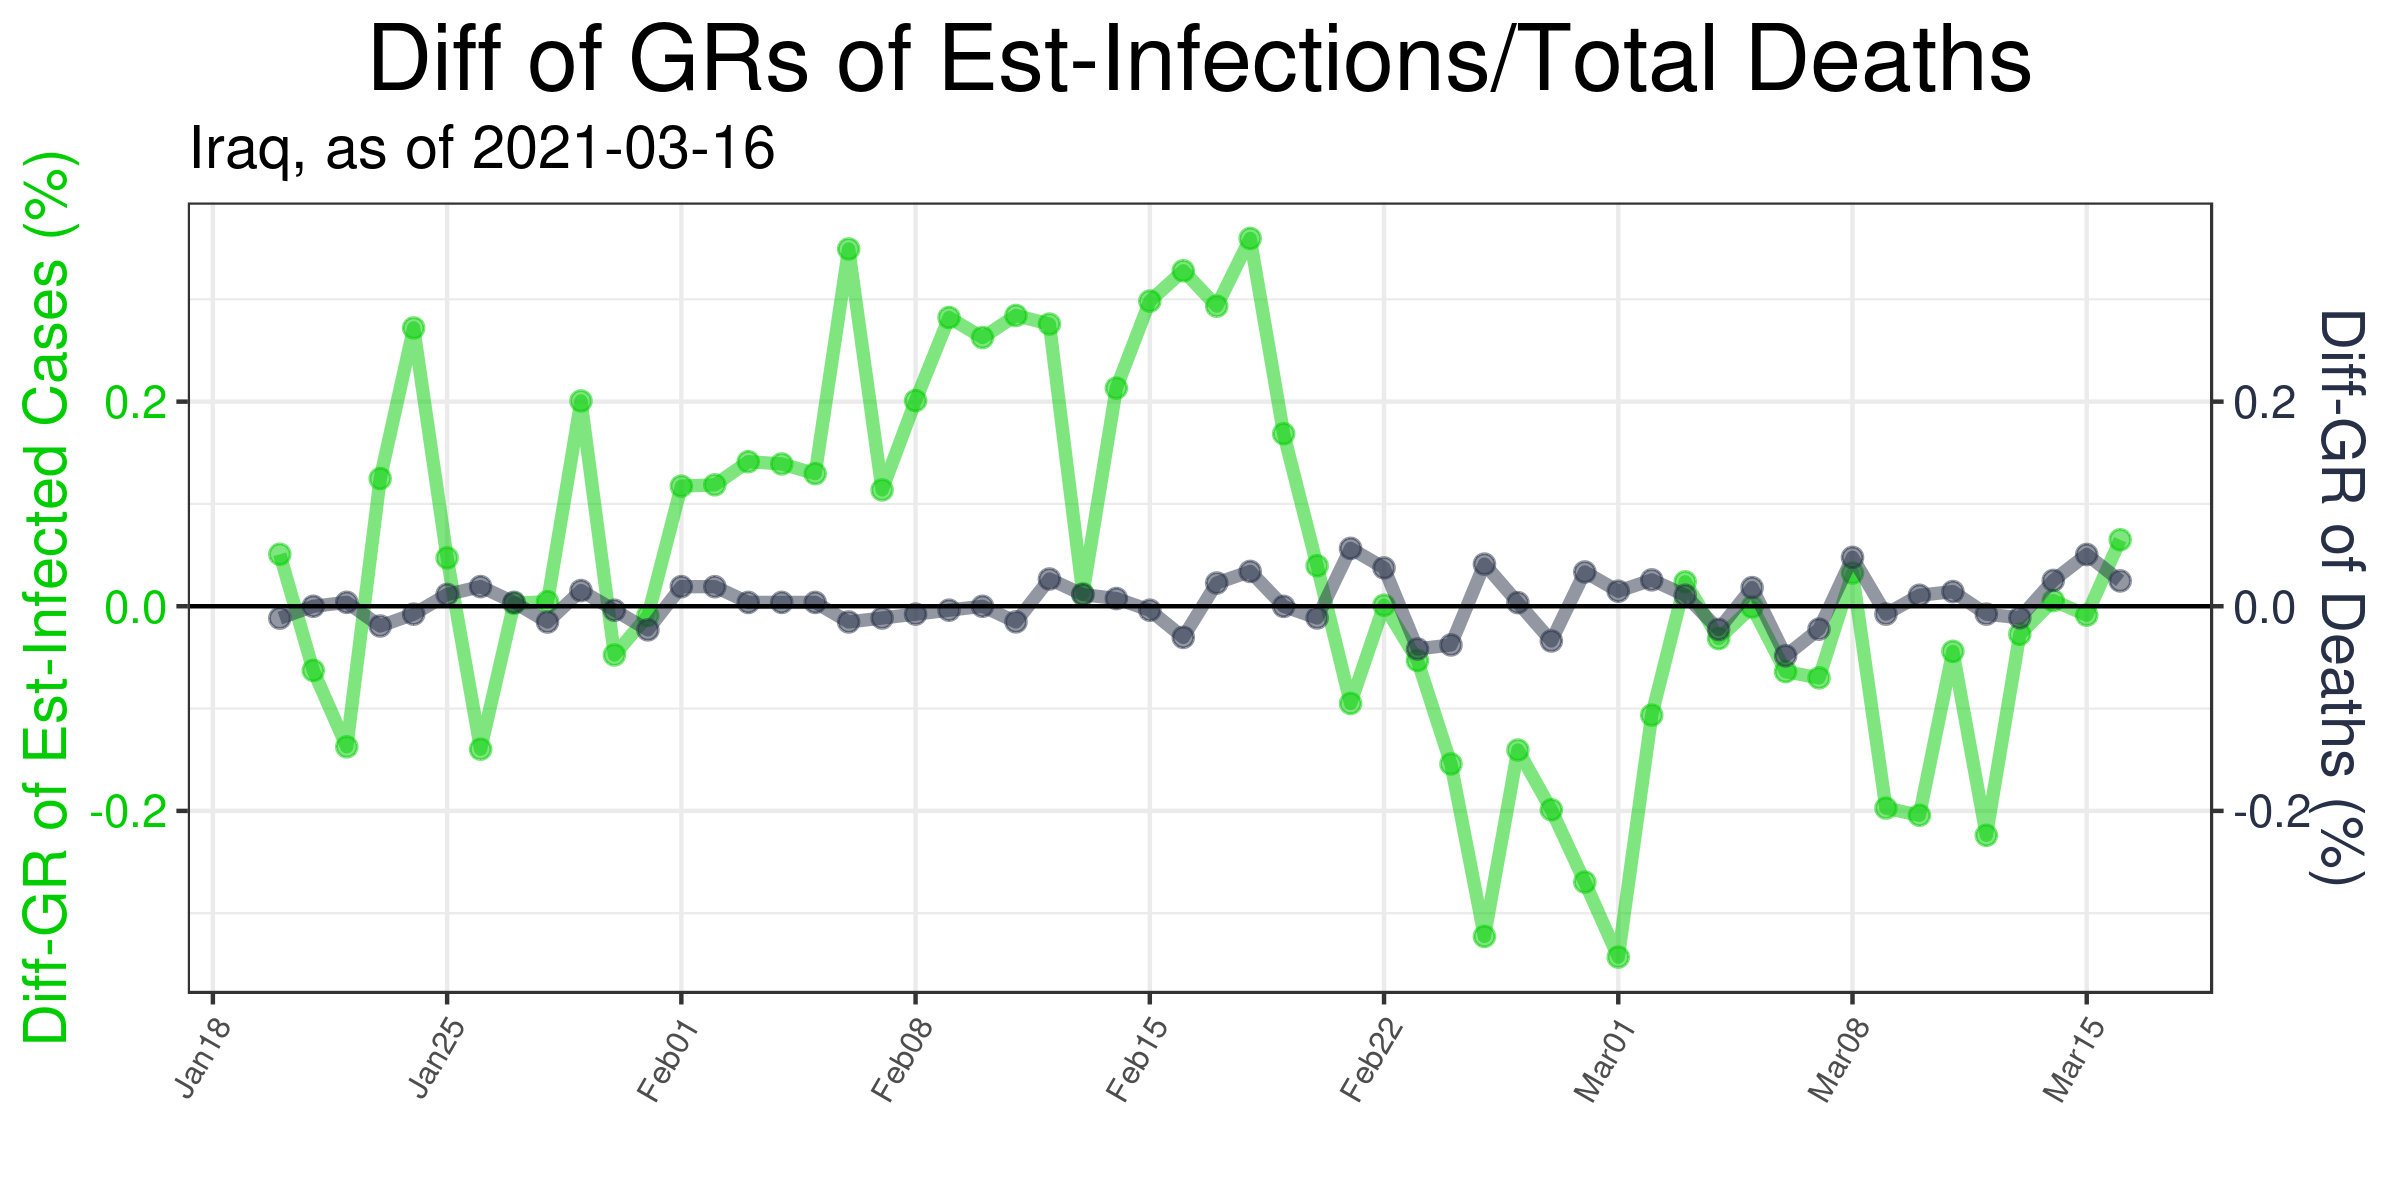 Diff of GRs of Est-Infections/Total Deaths
Iraq, as of 2021-03-16
Diff-GR of Est-Infected Cases (%)
0.2
0.0
-0.2
0.2
0.0
-0.2
Diff-GR of Deaths (%)
Jan18
Jan25
Feb01
Feb08
Feb15
Feb22
Mar01
Mar08
Mar15